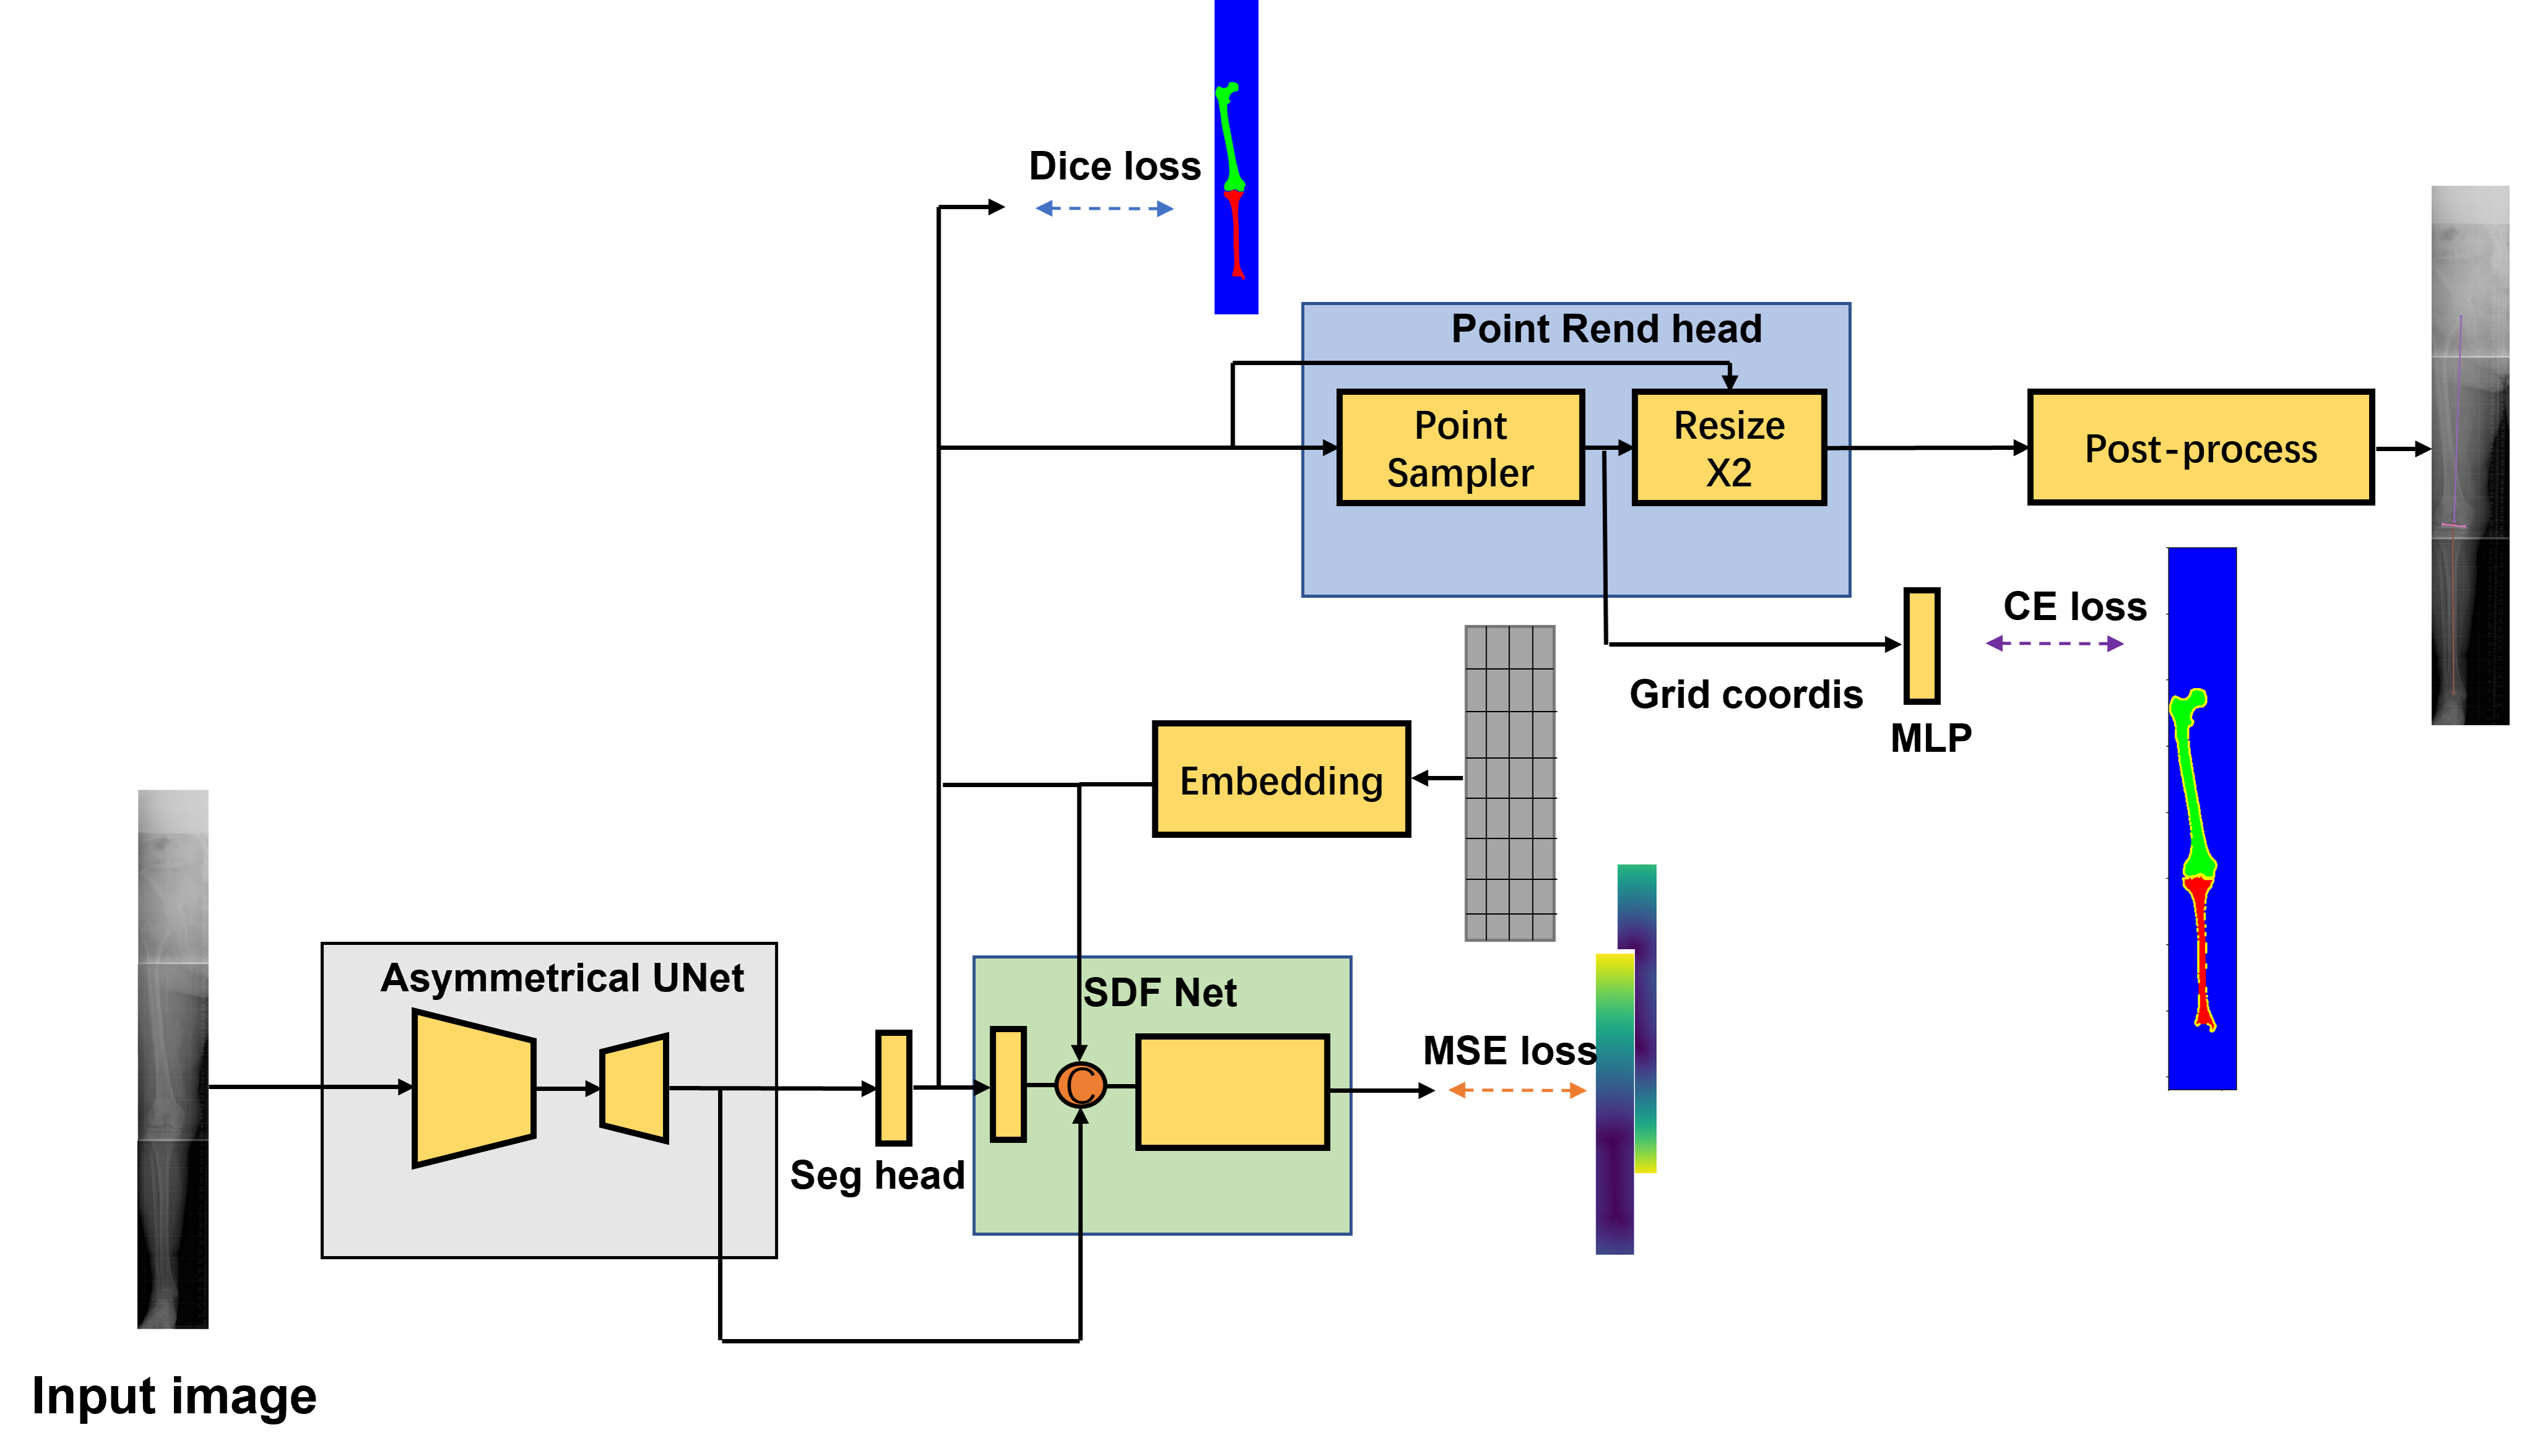 Dice loss
Point Rend head
Point
Sampler
Resize
X2
Post-process
CE loss
Grid coordis
MLP
Embedding
Asymmetrical UNet
SDF Net
C
MSE loss
Seg head
Input image